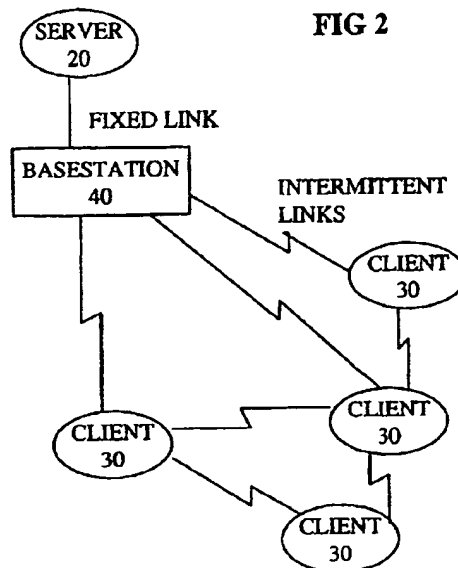 FIG 2
SERVER
20
FIXED LINK
BASESTATION
40
INTERMITTENT
LINKS
CLIENT
30
CLIENT
30
CLIENT
30
CLIENT
30